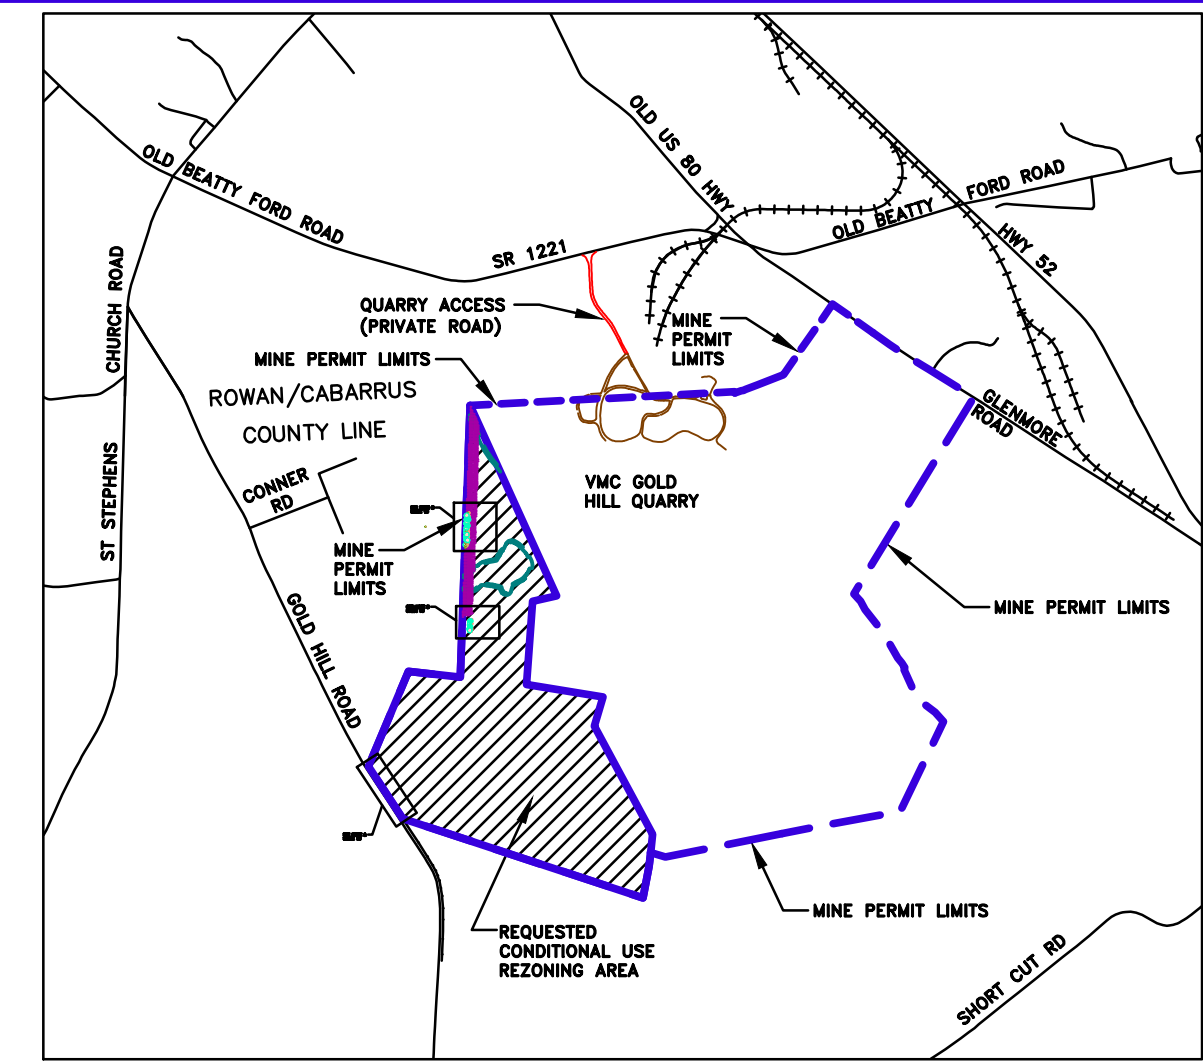 OLD US 80 HWY
OLD BEATTY FORD ROAD
OLD BEATTY FORD ROAD
HWY 52
SR 1221
CHURCH ROAD
ST STEPHENS
QUARRY ACCESS
(PRIVATE ROAD)
MINE
PERMIT
LIMITS
MINE PERMIT LIMITS
ROWAN/CABARRUS
COUNTY LINE
GLENMORE
ROAD
CONNER
RD
VMC GOLD
HILL QUARRY
MINE
PERMIT
LIMITS
MINE PERMIT LIMITS
GOLD HILL ROAD
MINE PERMIT LIMITS
REQUESTED
CONDITIONAL USE
REZONING AREA
SHORT CUT RD